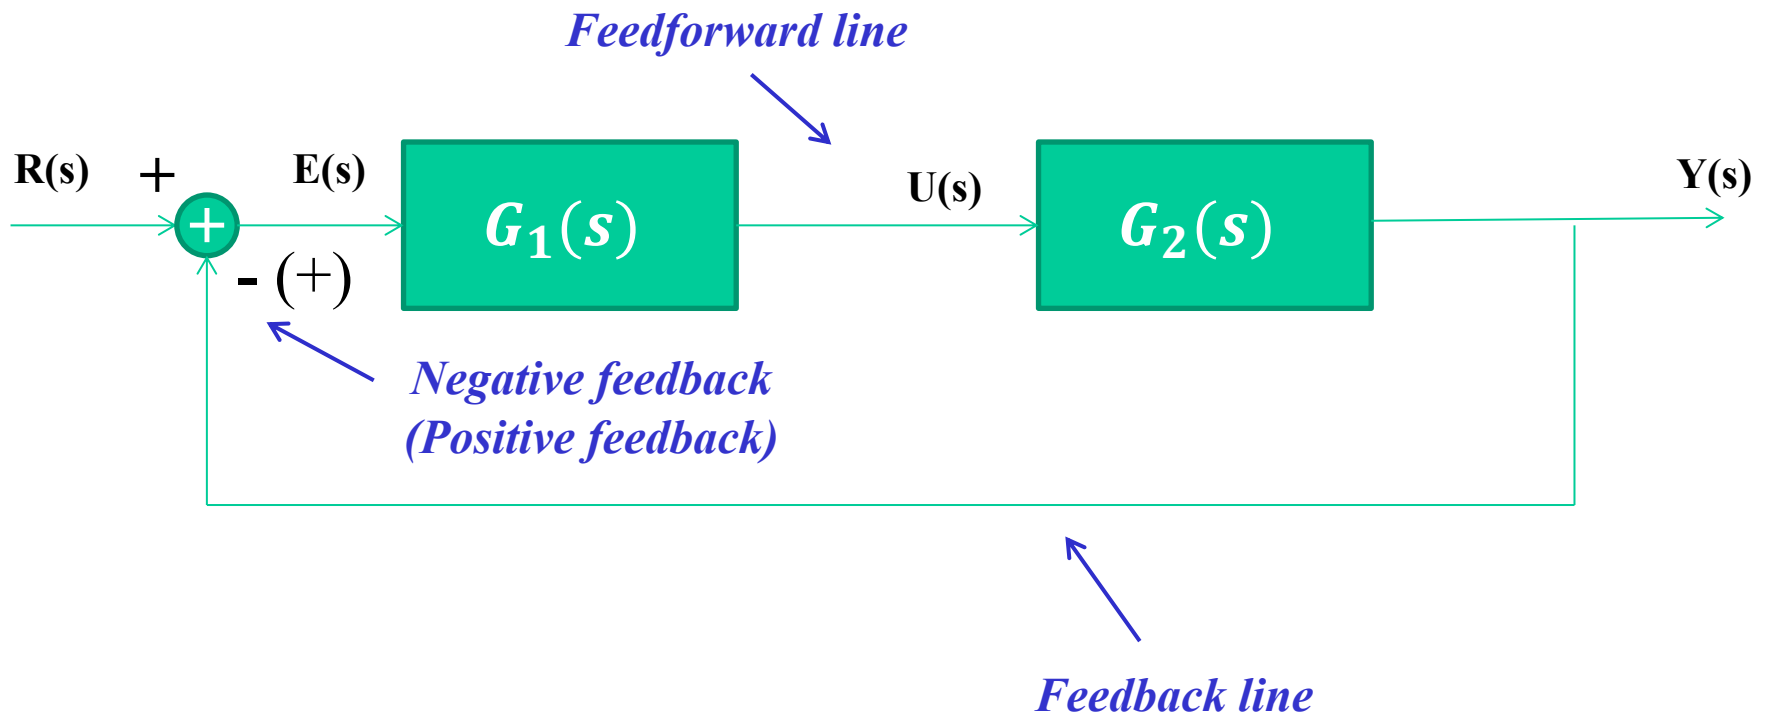 Feedforward line
R(s)
+
E(s)
G₁(s)
U(s)
G₂(s)
Y(s)
+
- (+)
Negative feedback
(Positive feedback)
Feedback line